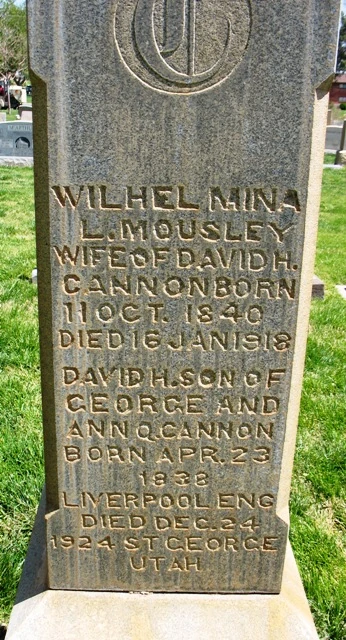 WILHELMINA
L. MOUSLEY
WIFE OF DAVID H.
CANNON BORN
11 OCT. 1840
DIED 16 JAN 1918
DAVID H. SON OF
GEORGE AND
ANN Q. CANNON
BORN APR. 23
1838
LIVERPOOL ENG
DIED DEC. 24
1924 ST. GEORGE
UTAH